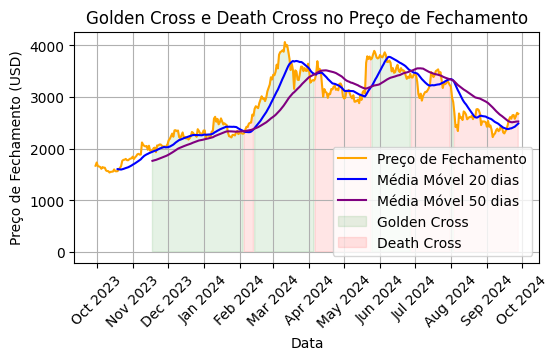 Golden Cross e Death Cross no Preço de Fechamento
Preço de Fechamento (USD)
4000
3000
2000
1000
0
Preço de Fechamento
Média Móvel 20 dias
Média Móvel 50 dias
Golden Cross
Death Cross
Oct 2023
Nov 2023
Dec 2023
Jan 2024
Feb 2024
Mar 2024
Apr 2024
May 2024
Jun 2024
Jul 2024
Aug 2024
Sep 2024
Oct 2024
Data